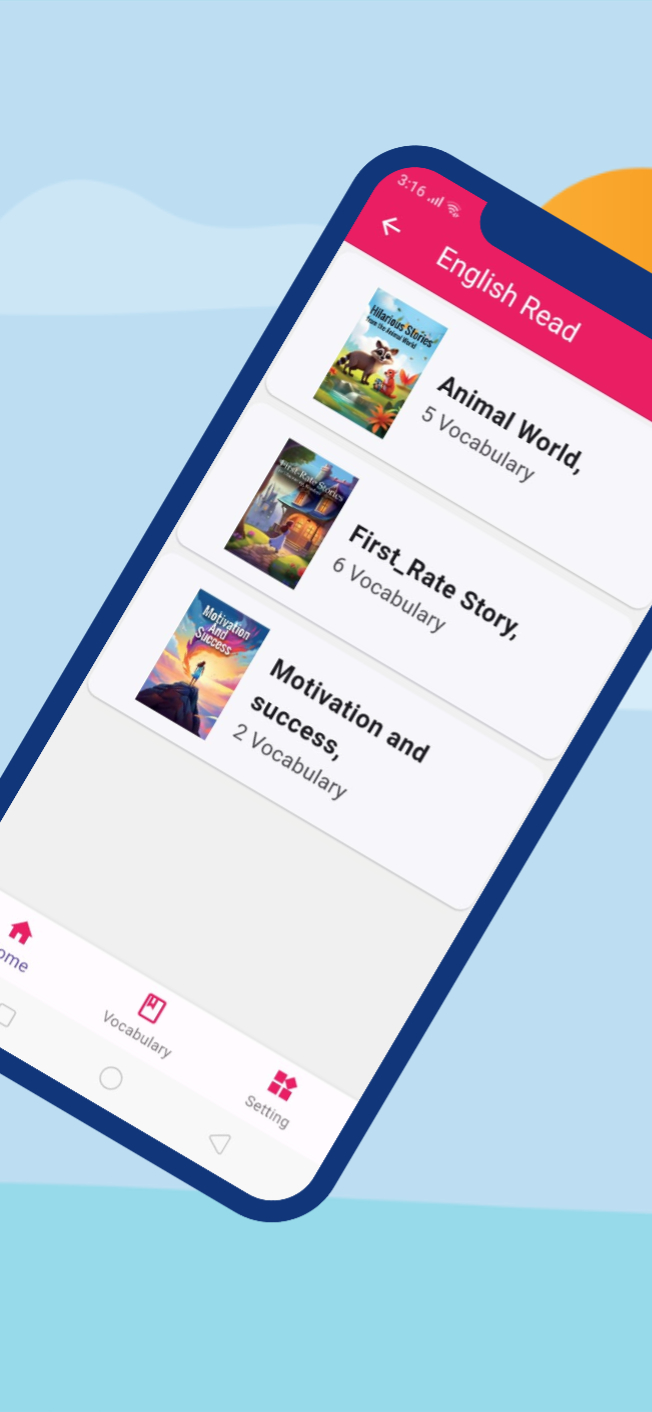 3:16
English Read
Hilarious Stories
from the Animal World
Animal World,
5 Vocabulary
First-Rate Stories
First_Rate Story,
6 Vocabulary
Motivation
And
Success
Motivation and
success,
2 Vocabulary
ome
Vocabulary
Setting